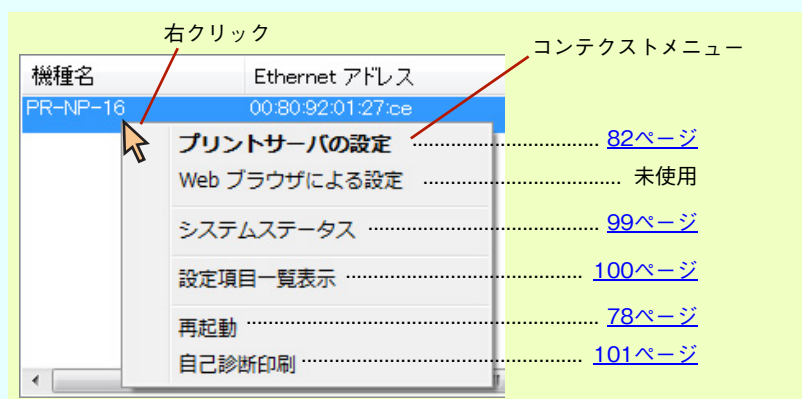 右クリック
コンテクストメニュー
機種名 Ethernet アドレス
PR-NP-16 00:80:92:01:27:ce
プリントサーバの設定 82ページ
Web ブラウザによる設定 未使用
システムステータス 99ページ
設定項目一覧表示 100ページ
再起動 78ページ
自己診断印刷 101ページ